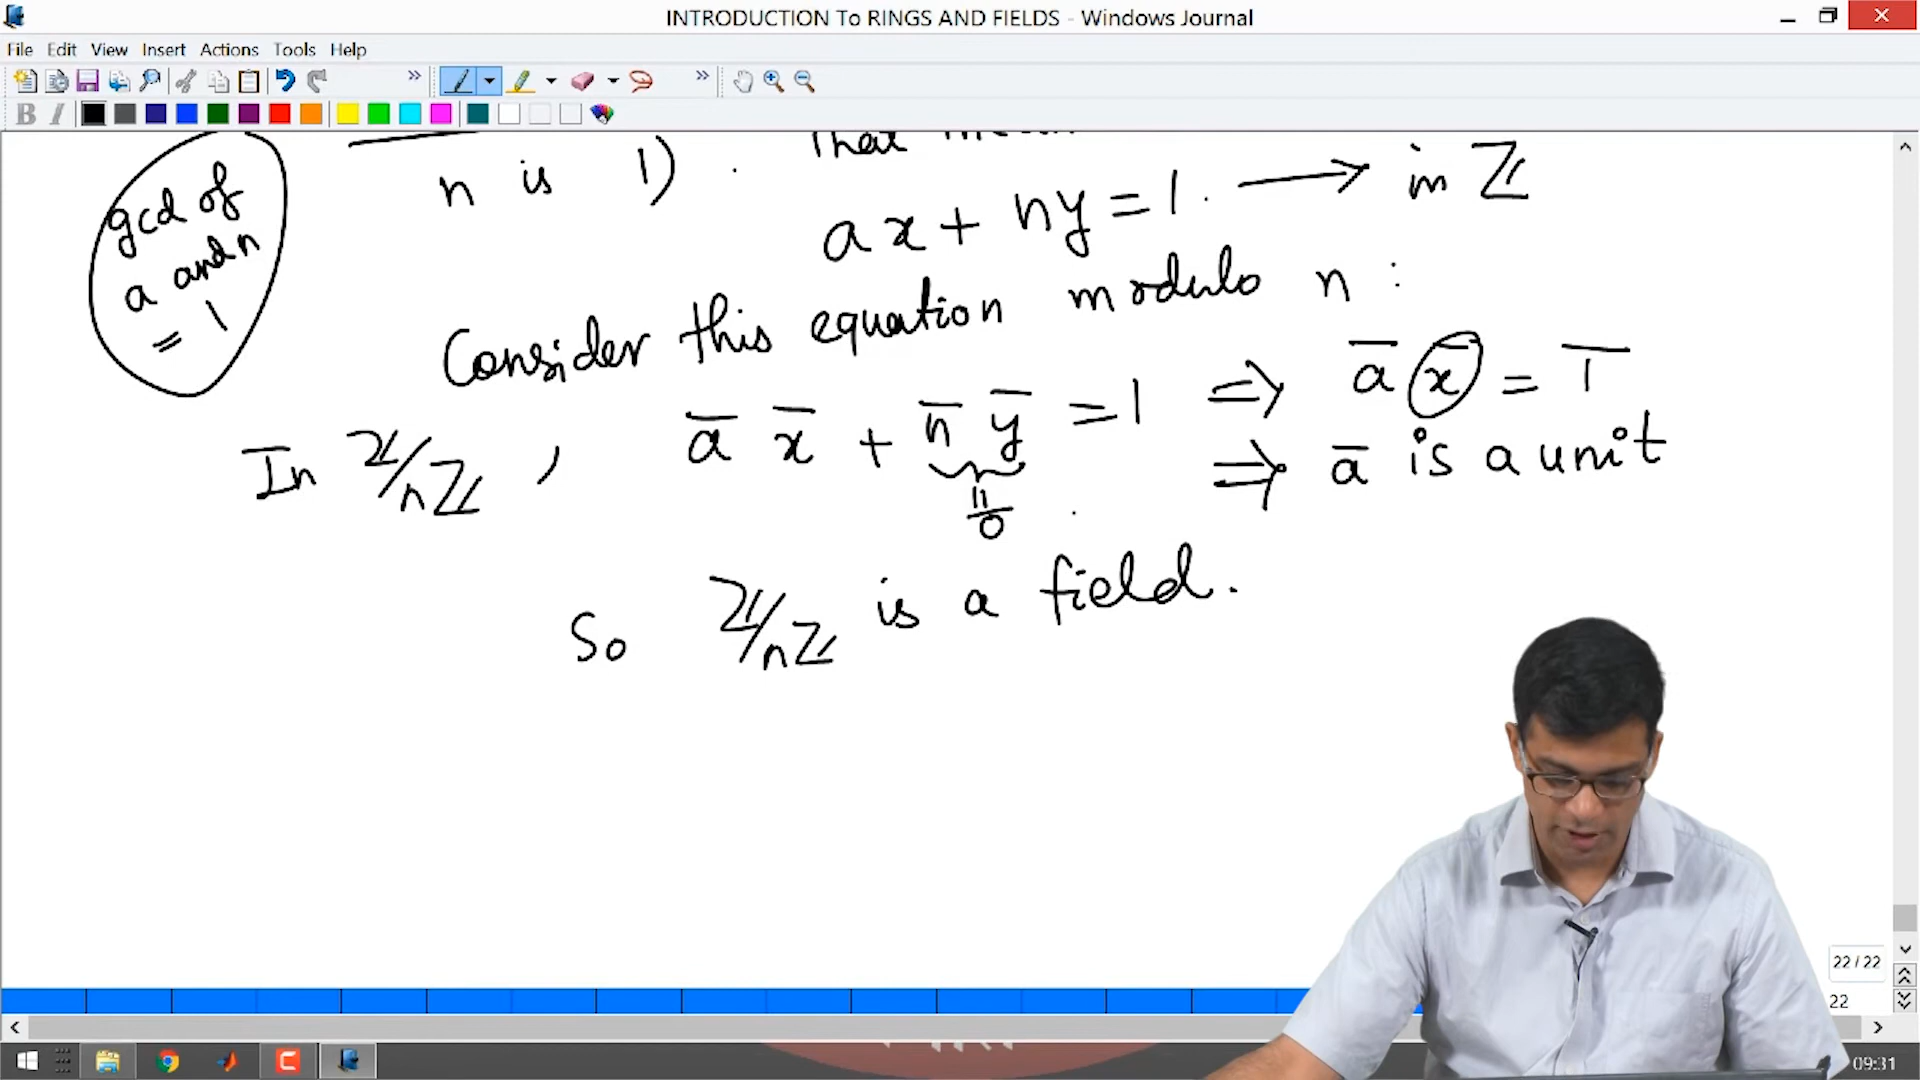 INTRODUCTION To RINGS AND FIELDS - Windows Journal
File Edit View Insert Actions Tools Help
B I
That
n is 1).
gcd of
a and n
= 1
ax + ny = 1. → in ℤ
Consider this equation modulo n :
In ℤ/nℤ, a̅ x̅ + n̅ y̅ = 1 ⇒ a̅ x̅ = 1̅
॥
0
⇒ a̅ is a unit
So ℤ/nℤ is a field.
22 / 22
22
09:31